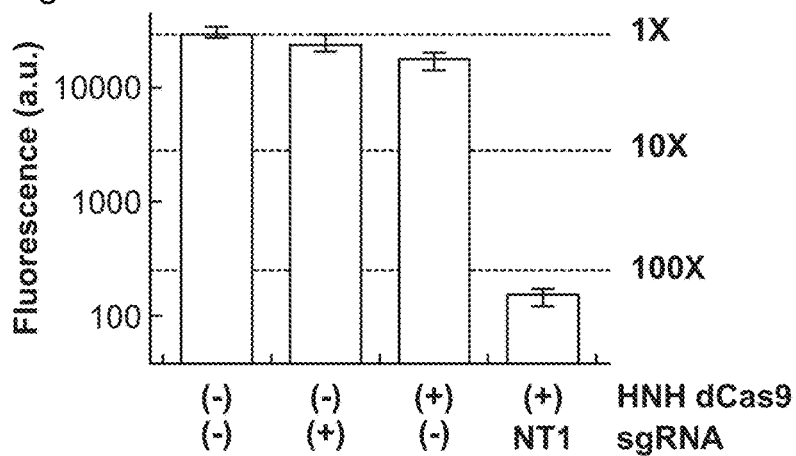 1X
10000
10X
1000
100X
100
Fluorescence (a.u.)
(-) (-) (+) (+) HNH dCas9
(-) (+) (-) NT1 sgRNA